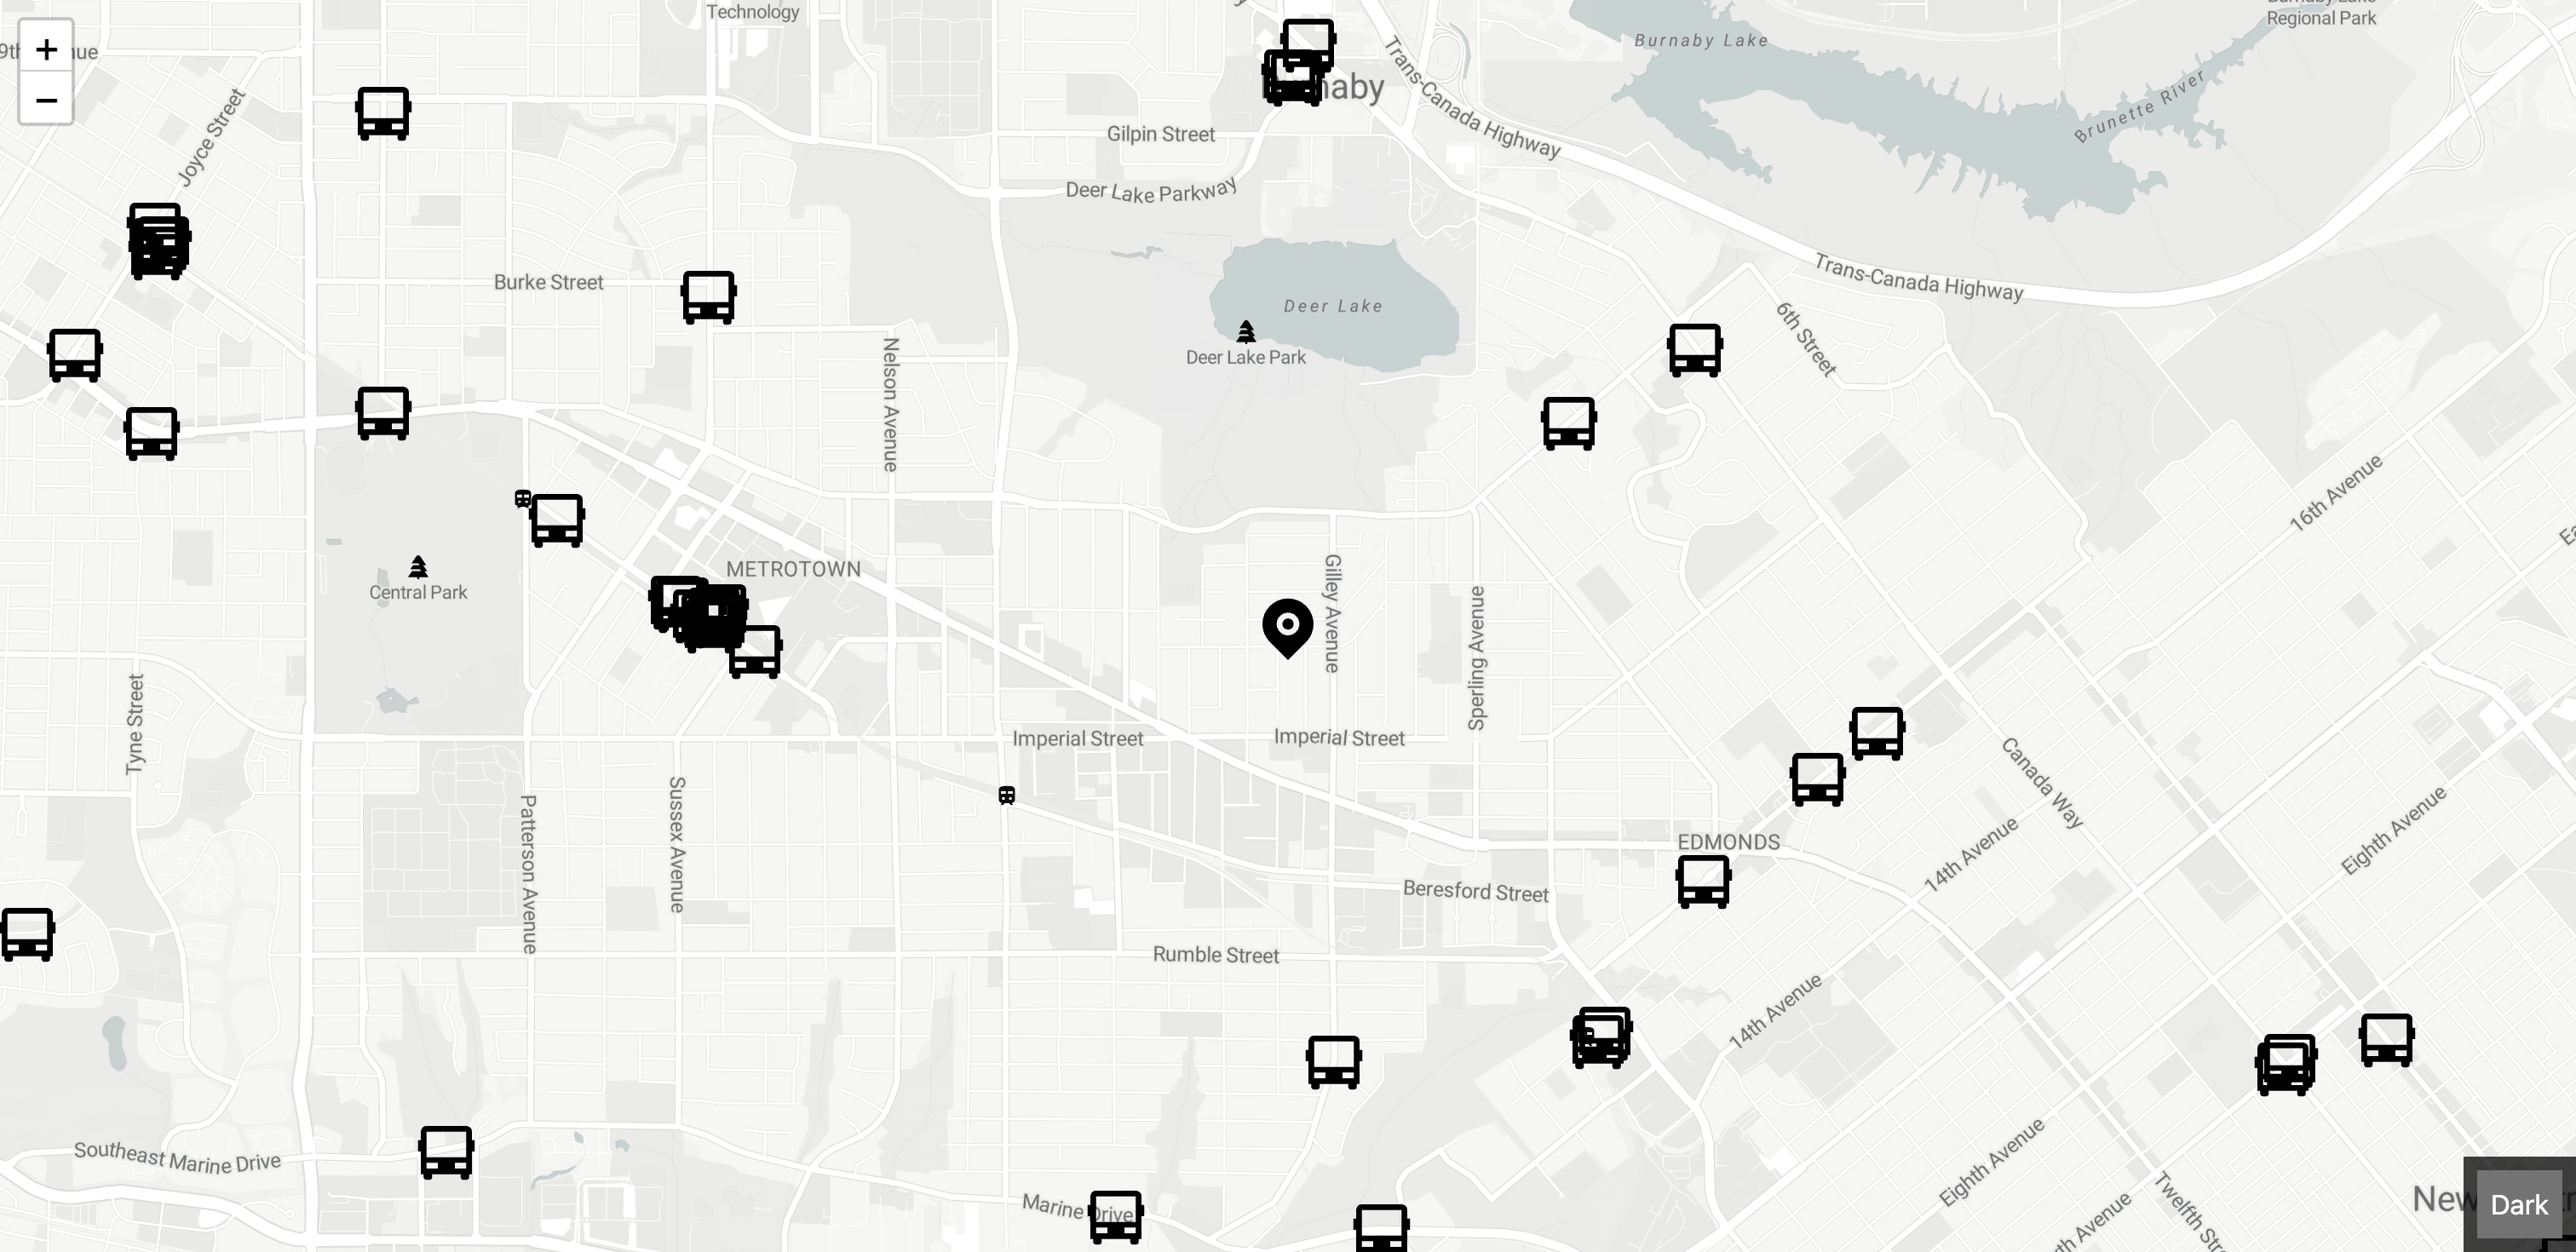 Technology
Regional Park
Burnaby Lake
+
−
Joyce Street
Trans-Canada Highway
Brunette River
Gilpin Street
Deer Lake Parkway
Burke Street
Trans-Canada Highway
Deer Lake
6th Street
Deer Lake Park
Nelson Avenue
16th Avenue
METROTOWN
Central Park
Gilley Avenue
Sperling Avenue
Tyne Street
Imperial Street
Imperial Street
Canada Way
Patterson Avenue
Sussex Avenue
EDMONDS
14th Avenue
Eighth Avenue
Beresford Street
Rumble Street
14th Avenue
Southeast Marine Drive
Eighth Avenue
Marine Drive
Twelfth
New
Dark